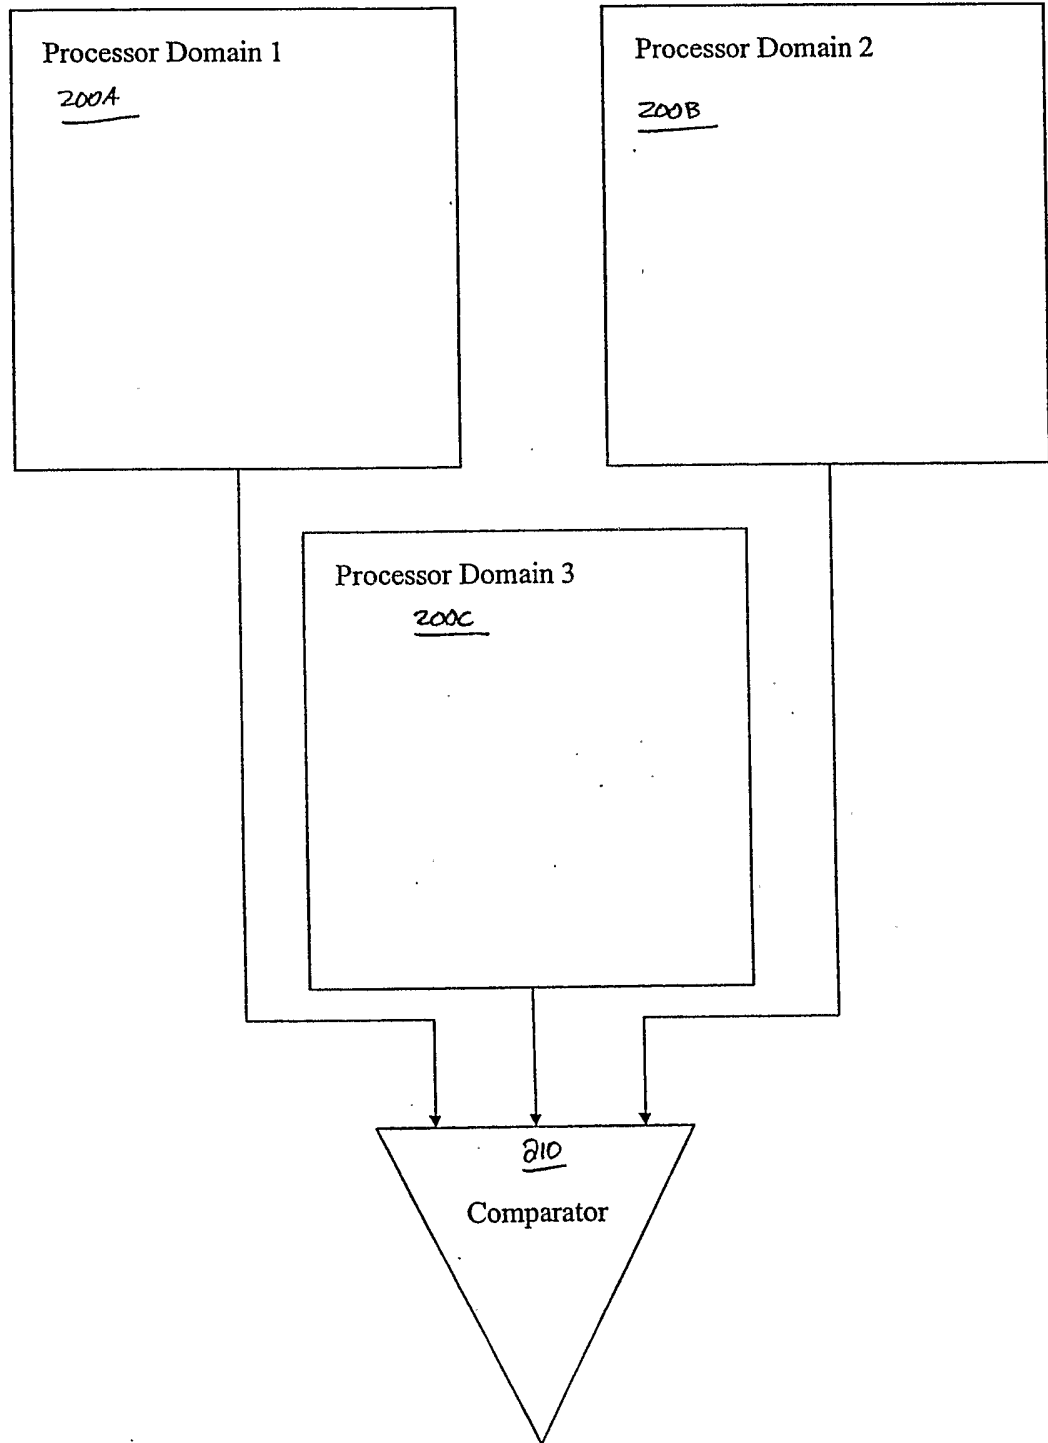 Processor Domain 1
200A
Processor Domain 2
200B
Processor Domain 3
200C
210
Comparator